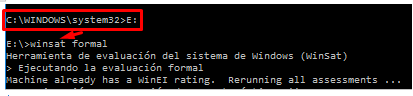 C:\WINDOWS\system32>E:
E:\>winsat formal
Herramienta de evaluación del sistema de Windows (WinSat)
> Ejecutando la evaluación formal
Machine already has a WinEI rating.  Rerunning all assessments ...